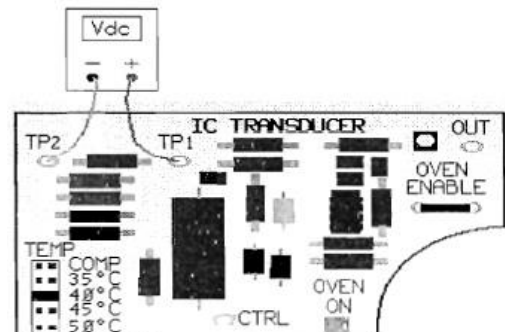 Vdc
− +
IC TRANSDUCER
TP2
TP1
OUT
OVEN
ENABLE
TEMP
COMP
35°C
40°C
45°C
50°C
OVEN
ON
CTRL